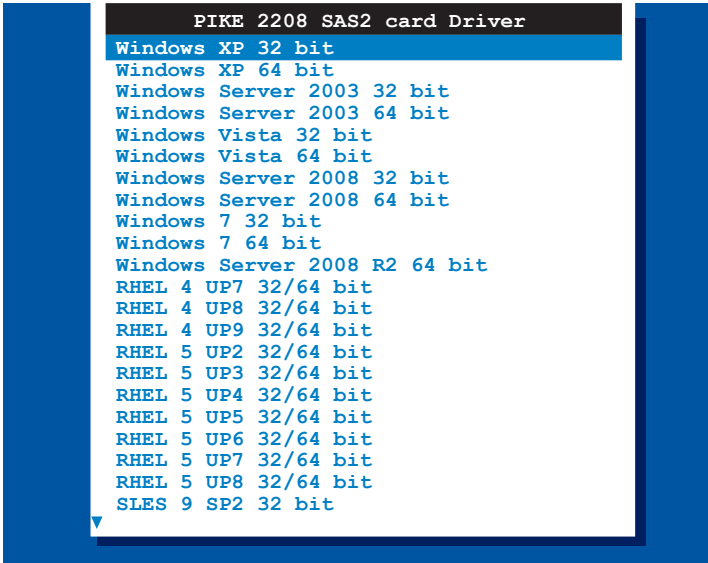 PIKE 2208 SAS2 card Driver
Windows XP 32 bit
Windows XP 64 bit
Windows Server 2003 32 bit
Windows Server 2003 64 bit
Windows Vista 32 bit
Windows Vista 64 bit
Windows Server 2008 32 bit
Windows Server 2008 64 bit
Windows 7 32 bit
Windows 7 64 bit
Windows Server 2008 R2 64 bit
RHEL 4 UP7 32/64 bit
RHEL 4 UP8 32/64 bit
RHEL 4 UP9 32/64 bit
RHEL 5 UP2 32/64 bit
RHEL 5 UP3 32/64 bit
RHEL 5 UP4 32/64 bit
RHEL 5 UP5 32/64 bit
RHEL 5 UP6 32/64 bit
RHEL 5 UP7 32/64 bit
RHEL 5 UP8 32/64 bit
SLES 9 SP2 32 bit